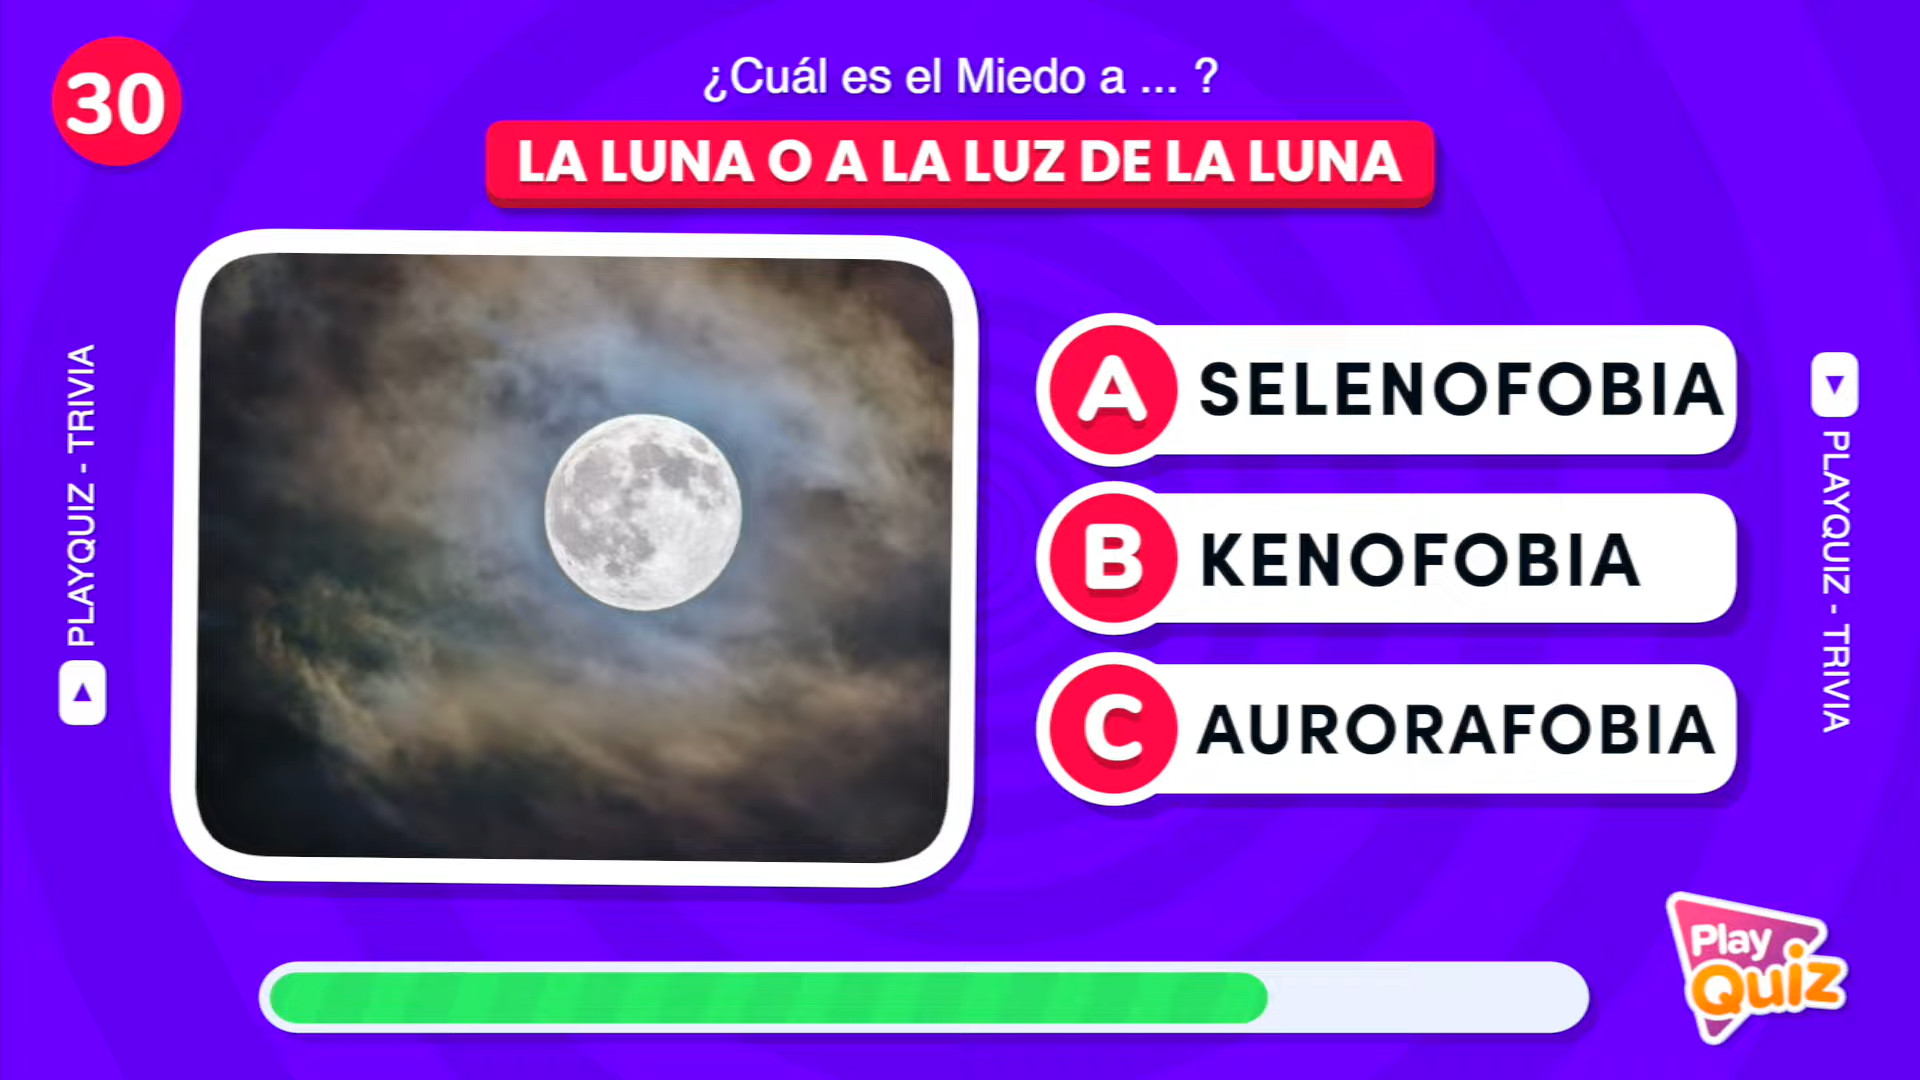 30
¿Cuál es el Miedo a ... ?
LA LUNA O A LA LUZ DE LA LUNA
A SELENOFOBIA
B KENOFOBIA
C AURORAFOBIA
PLAYQUIZ - TRIVIA
PLAYQUIZ - TRIVIA
Play
Quiz